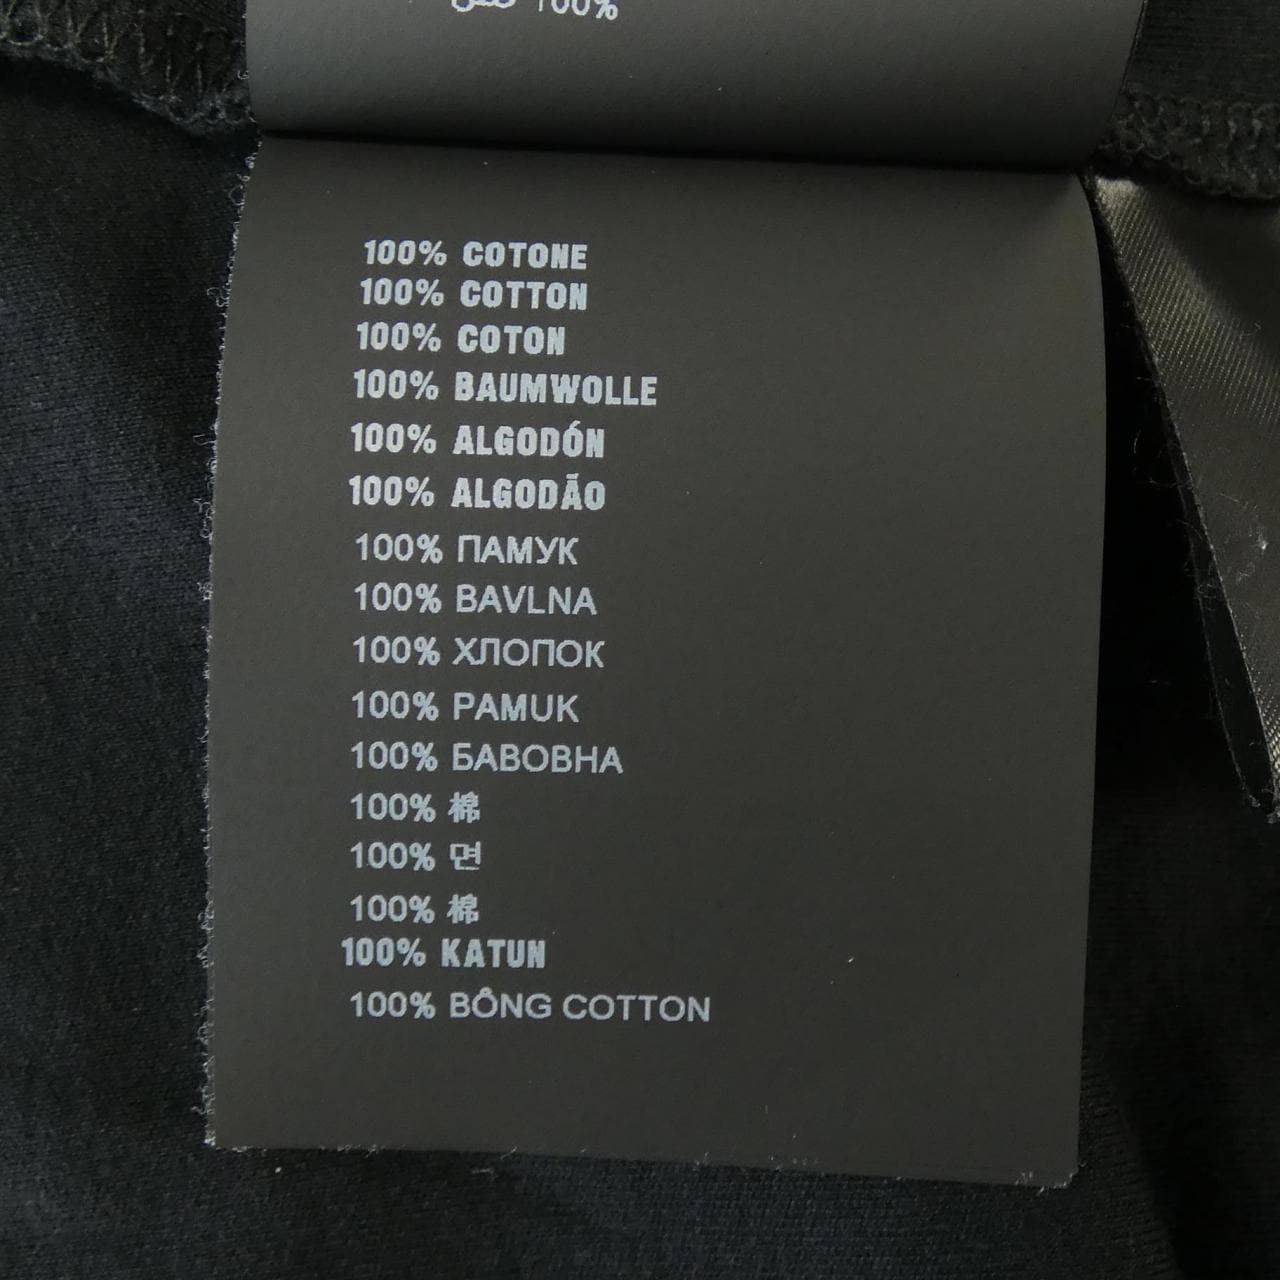 100%
100% COTONE
100% COTTON
100% COTON
100% BAUMWOLLE
100% ALGODÓN
100% ALGODÃO
100% ПАМУК
100% BAVLNA
100% ХЛОПОК
100% PAMUK
100% БАВОВНА
100% 棉
100% 면
100% 棉
100% KATUN
100% BÔNG COTTON